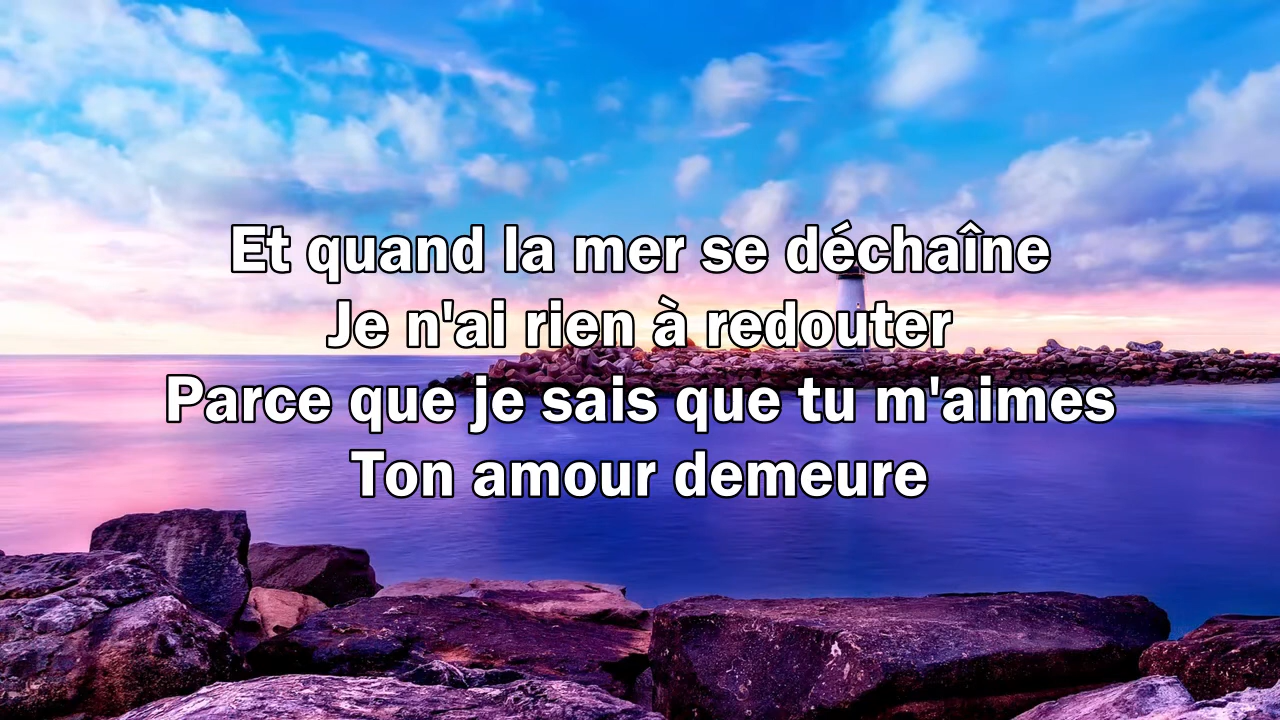 Et quand la mer se déchaîne
Je n'ai rien à redouter
Parce que je sais que tu m'aimes
Ton amour demeure